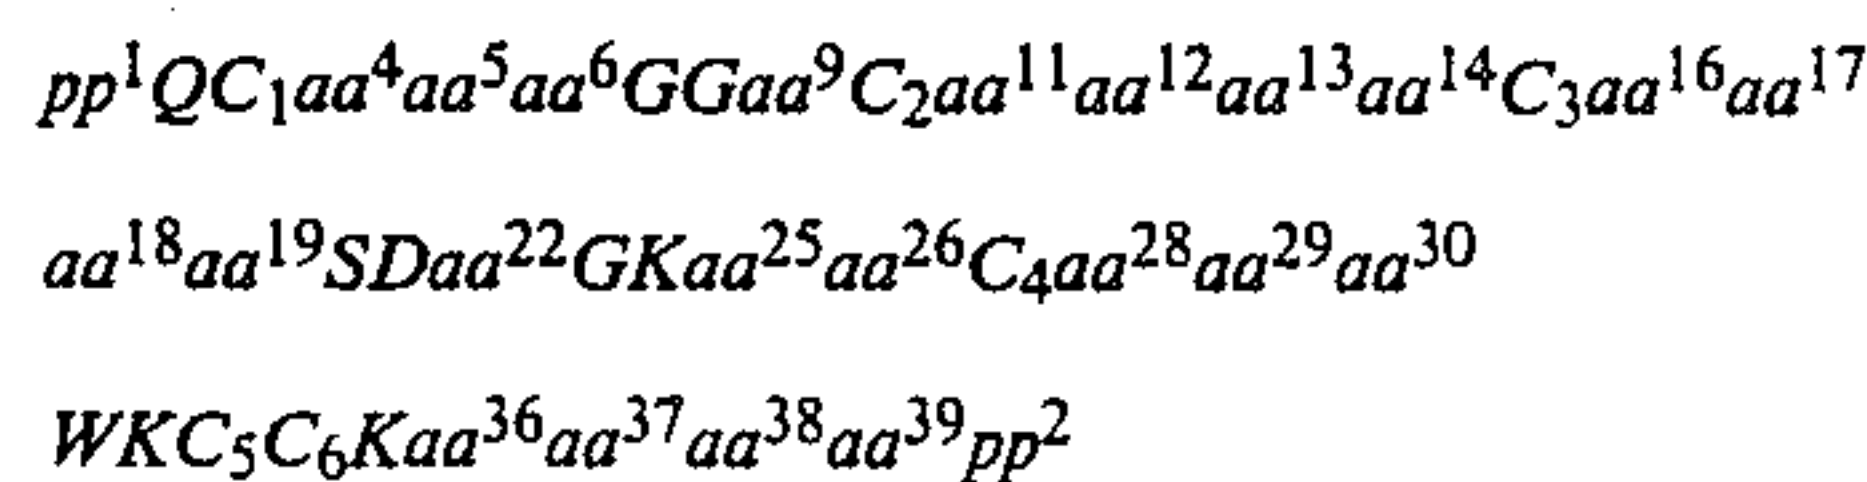 pp¹QC₁aa⁴aa⁵aa⁶GGaa⁹C₂aa¹¹aa¹²aa¹³aa¹⁴C₃aa¹⁶aa¹⁷
aa¹⁸aa¹⁹SDaa²²GKaa²⁵aa²⁶C₄aa²⁸aa²⁹aa³⁰
WKC₅C₆Kaa³⁶aa³⁷aa³⁸aa³⁹pp²